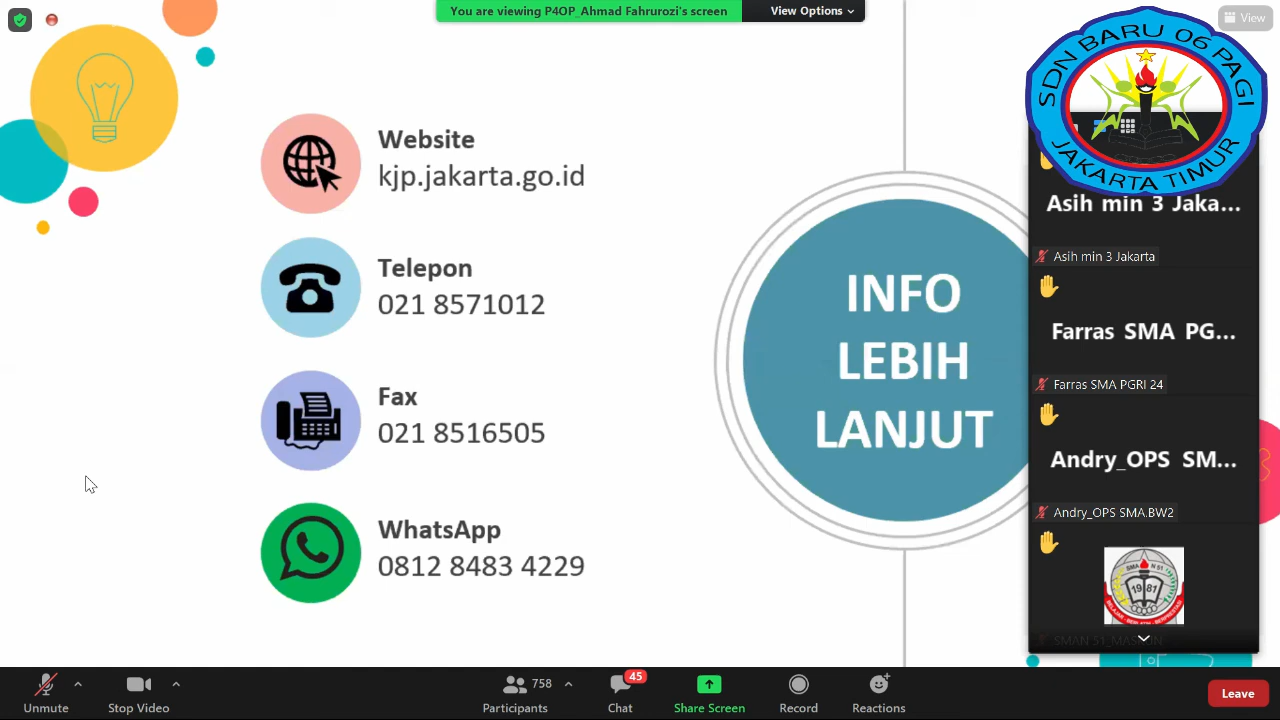 You are viewing P4OP_Ahmad Fahrurozi's screen
View Options
View
Website
kjp.jakarta.go.id
Telepon
021 8571012
Fax
021 8516505
WhatsApp
0812 8483 4229
INFO
LEBIH
LANJUT
SDN BARU 06 PAGI
JAKARTA TIMUR
Asih min 3 Jaka...
Asih min 3 Jakarta
Farras SMA PG...
Farras SMA PGRI 24
Andry_OPS SM...
Andry_OPS SMA.BW2
SMA N 51
1981
Unmute
Stop Video
758
Participants
45
Chat
Share Screen
Record
Reactions
Leave